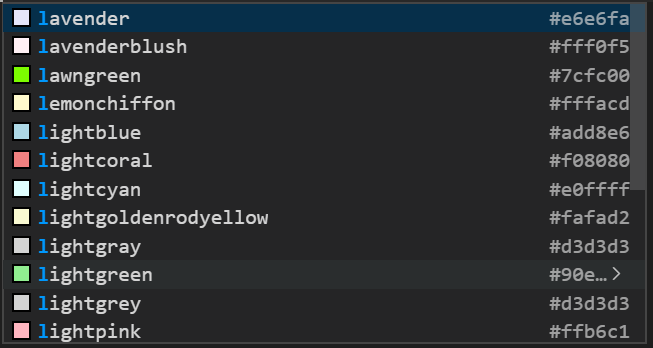 lavender #e6e6fa
lavenderblush #fff0f5
lawngreen #7cfc00
lemonchiffon #fffacd
lightblue #add8e6
lightcoral #f08080
lightcyan #e0ffff
lightgoldenrodyellow #fafad2
lightgray #d3d3d3
lightgreen #90e…
lightgrey #d3d3d3
lightpink #ffb6c1